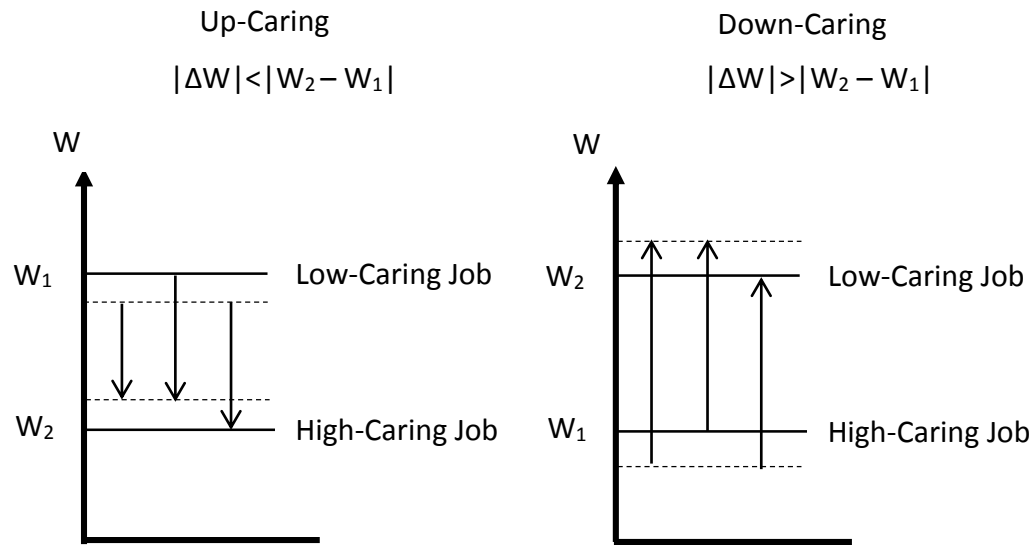 Up-Caring
|ΔW|<|W₂ – W₁|
W
W₁
Low-Caring Job
W₂
High-Caring Job
Down-Caring
|ΔW|>|W₂ – W₁|
W
W₂
Low-Caring Job
W₁
High-Caring Job